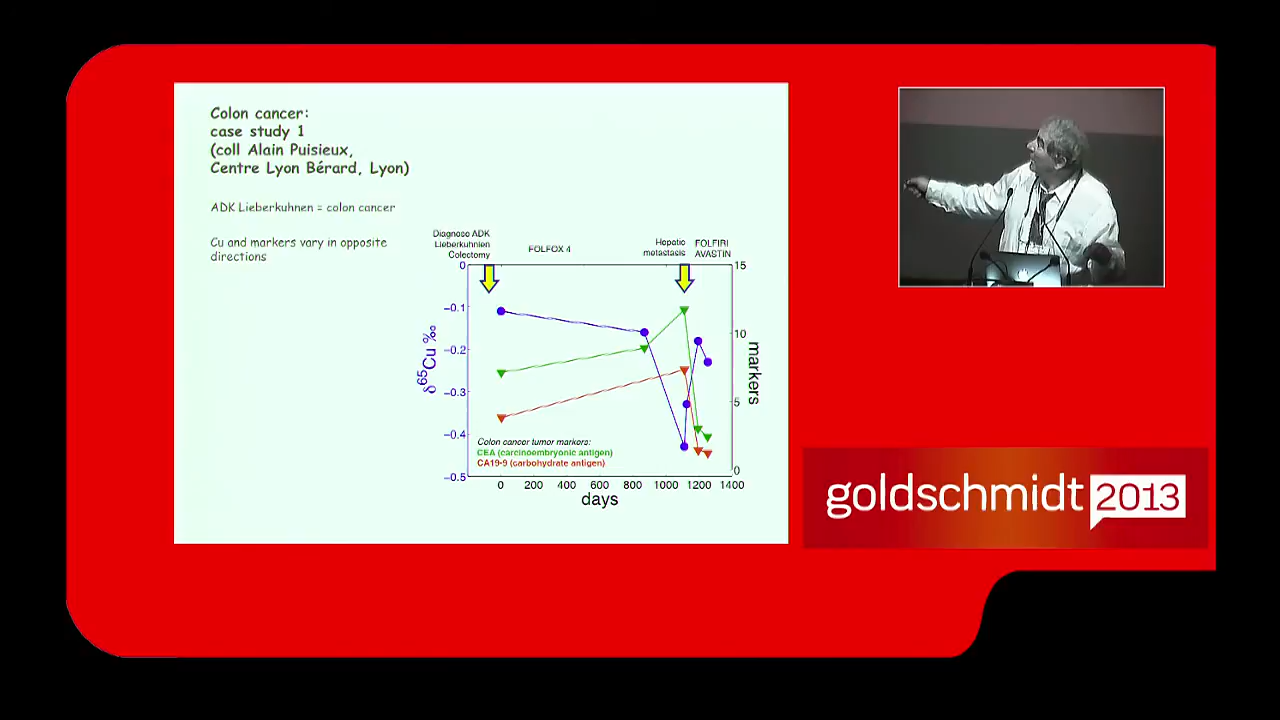 Colon cancer:
case study 1
(coll Alain Puisieux,
Centre Lyon Bérard, Lyon)
ADK Lieberkuhnen = colon cancer
Cu and markers vary in opposite
directions
Diagnose ADK
Lieberkuhnien
Colectomy
FOLFOX 4
Hepatic
metastasis
FOLFIRI
AVASTIN
0
−0.1
−0.2
−0.3
−0.4
−0.5
δ65Cu ‰
15
10
5
0
markers
Colon cancer tumor markers:
CEA (carcinoembryonic antigen)
CA19-9 (carbohydrate antigen)
0 200 400 600 800 1000 1200 1400
days
goldschmidt 2013